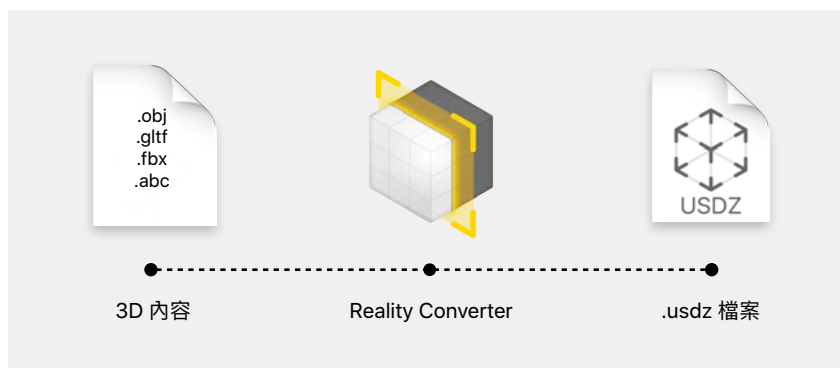 .obj
.gltf
.fbx
.abc
USDZ
3D 內容
Reality Converter
.usdz 檔案